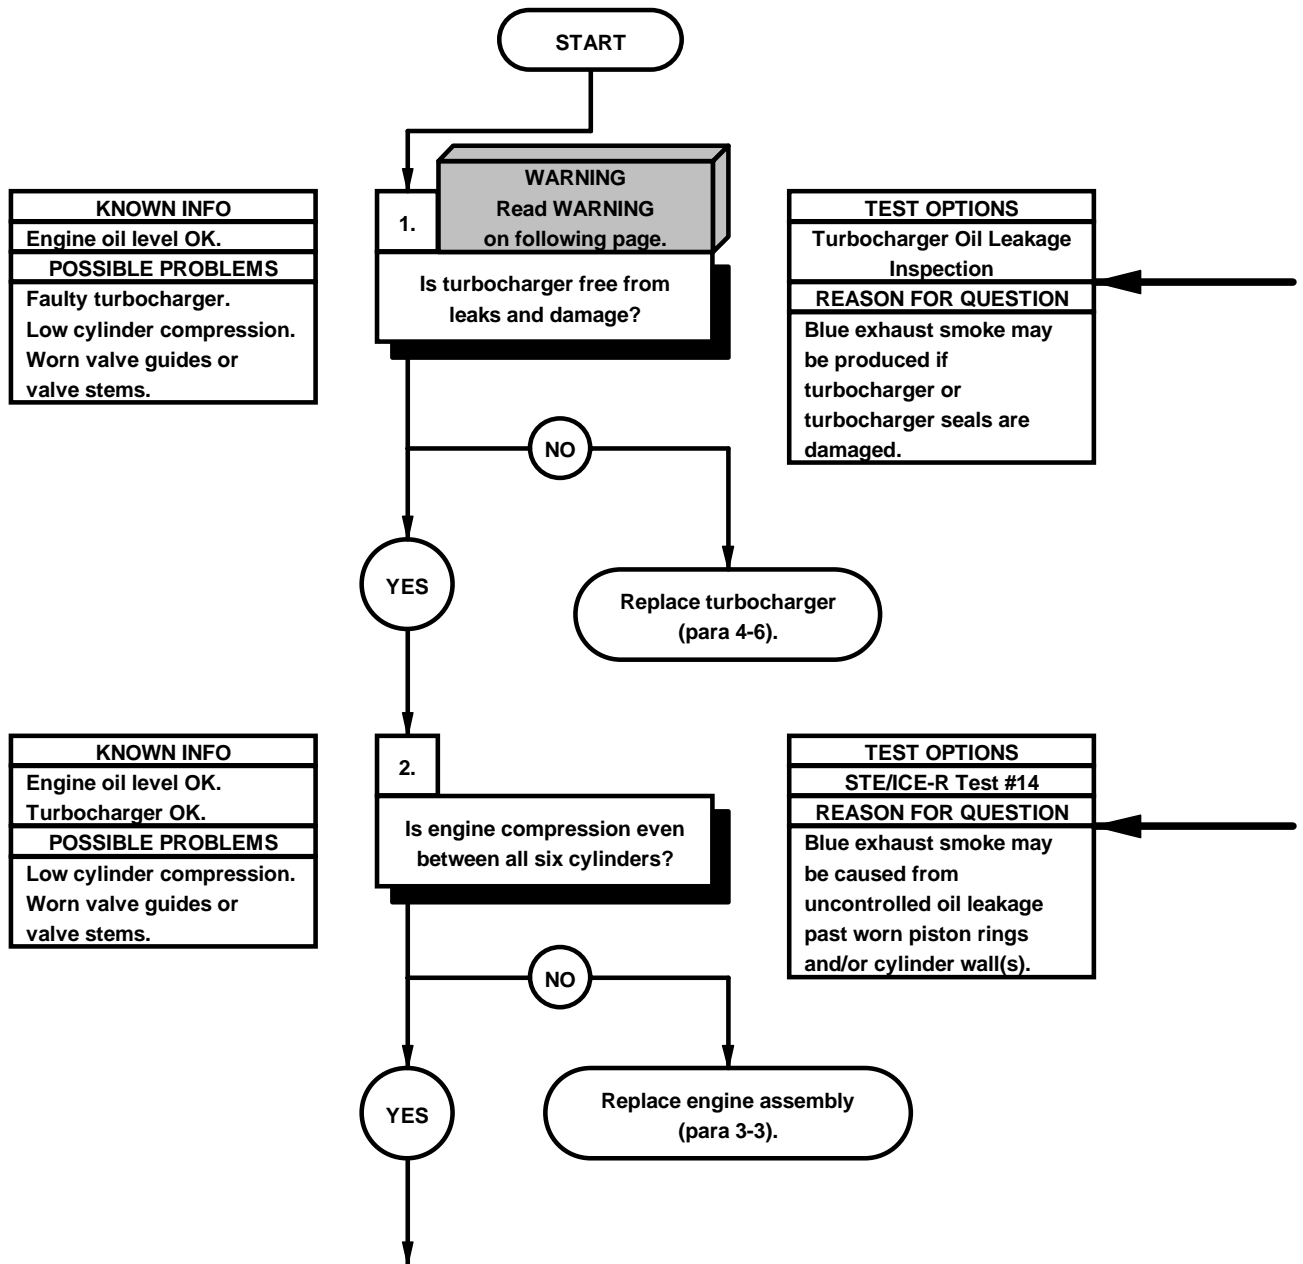 START
WARNING
Read WARNING
on following page.
1.
Is turbocharger free from
leaks and damage?
KNOWN INFO
Engine oil level OK.
POSSIBLE PROBLEMS
Faulty turbocharger.
Low cylinder compression.
Worn valve guides or
valve stems.
TEST OPTIONS
Turbocharger Oil Leakage
Inspection
REASON FOR QUESTION
Blue exhaust smoke may
be produced if
turbocharger or
turbocharger seals are
damaged.
NO
YES
Replace turbocharger
(para 4-6).
KNOWN INFO
Engine oil level OK.
Turbocharger OK.
POSSIBLE PROBLEMS
Low cylinder compression.
Worn valve guides or
valve stems.
2.
Is engine compression even
between all six cylinders?
TEST OPTIONS
STE/ICE-R Test #14
REASON FOR QUESTION
Blue exhaust smoke may
be caused from
uncontrolled oil leakage
past worn piston rings
and/or cylinder wall(s).
NO
YES
Replace engine assembly
(para 3-3).